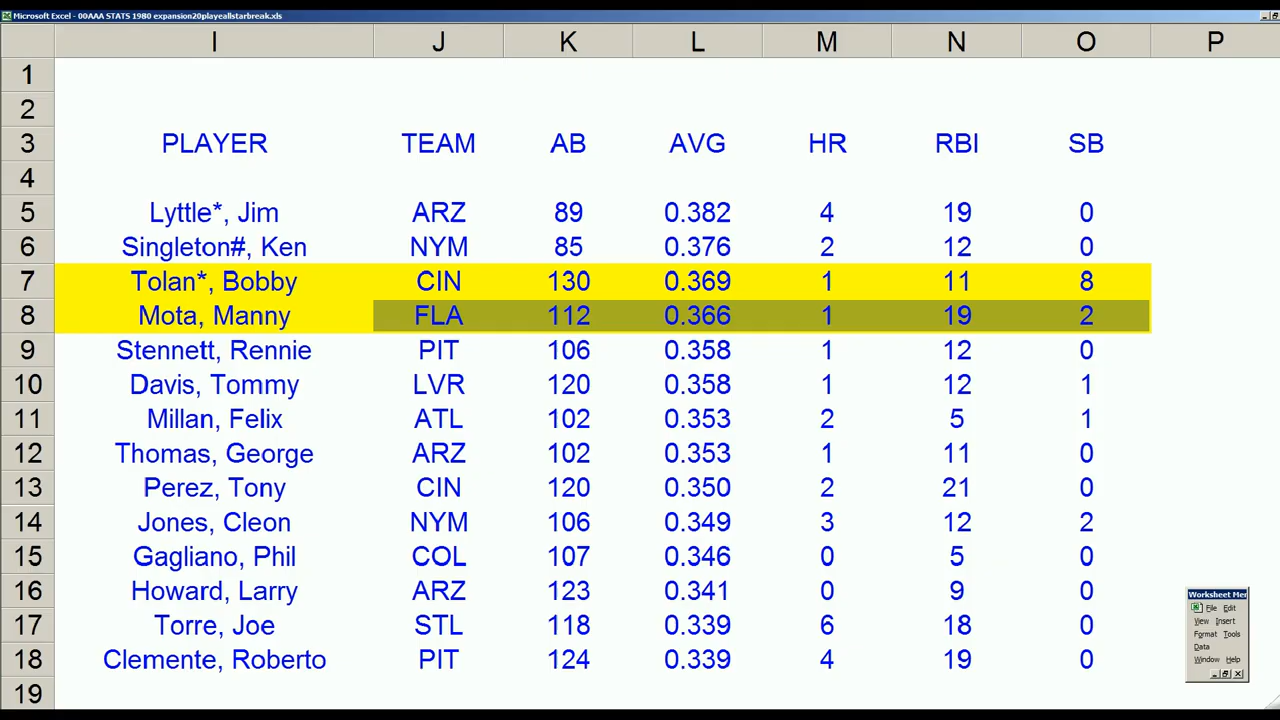 Microsoft Excel - 00AAA STATS 1980 expansion20playeallstarbreak.xls
I J K L M N O P
1
2
3 PLAYER TEAM AB AVG HR RBI SB
4
5 Lyttle*, Jim ARZ 89 0.382 4 19 0
6 Singleton#, Ken NYM 85 0.376 2 12 0
7 Tolan*, Bobby CIN 130 0.369 1 11 8
8 Mota, Manny FLA 112 0.366 1 19 2
9 Stennett, Rennie PIT 106 0.358 1 12 0
10 Davis, Tommy LVR 120 0.358 1 12 1
11 Millan, Felix ATL 102 0.353 2 5 1
12 Thomas, George ARZ 102 0.353 1 11 0
13 Perez, Tony CIN 120 0.350 2 21 0
14 Jones, Cleon NYM 106 0.349 3 12 2
15 Gagliano, Phil COL 107 0.346 0 5 0
16 Howard, Larry ARZ 123 0.341 0 9 0
17 Torre, Joe STL 118 0.339 6 18 0
18 Clemente, Roberto PIT 124 0.339 4 19 0
19
Worksheet Mer
File Edit
View Insert
Format Tools
Data
Window Help